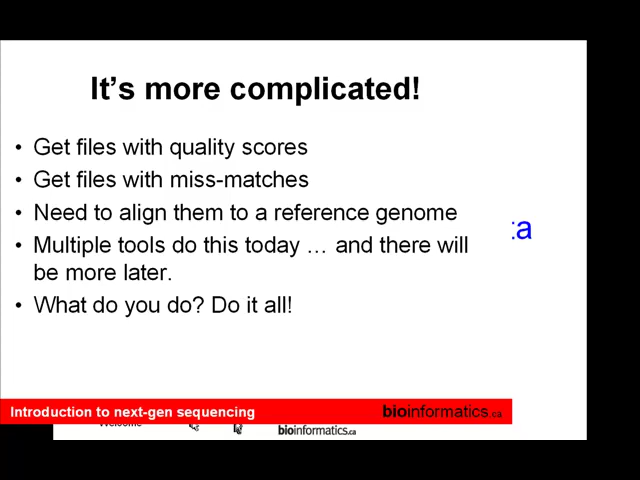 It's more complicated!
• Get files with quality scores
• Get files with miss-matches
• Need to align them to a reference genome
ta
• Multiple tools do this today … and there will
be more later.
• What do you do? Do it all!
Introduction to next-gen sequencing
bioinformatics.ca
Welcome
bioinformatics.ca